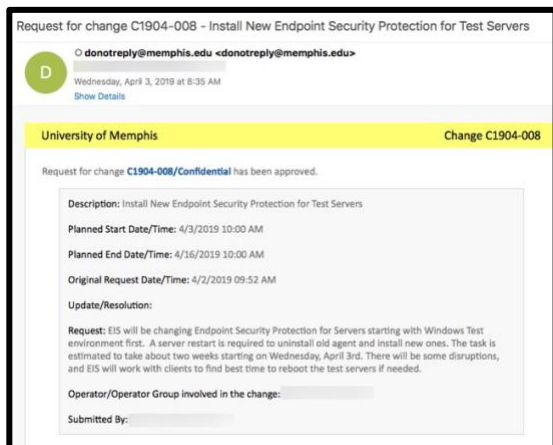 Request for change C1904-008 - Install New Endpoint Security Protection for Test Servers
donotreply@memphis.edu <donotreply@memphis.edu>
D
Wednesday, April 3, 2019 at 8:35 AM
Show Details
University of Memphis
Change C1904-008
Request for change C1904-008/Confidential has been approved.
Description: Install New Endpoint Security Protection for Test Servers
Planned Start Date/Time: 4/3/2019 10:00 AM
Planned End Date/Time: 4/16/2019 10:00 AM
Original Request Date/Time: 4/2/2019 09:52 AM
Update/Resolution:
Request: EIS will be changing Endpoint Security Protection for Servers starting with Windows Test
environment first. A server restart is required to uninstall old agent and install new ones. The task is
estimated to take about two weeks starting on Wednesday, April 3rd. There will be some disruptions,
and EIS will work with clients to find best time to reboot the test servers if needed.
Operator/Operator Group involved in the change:
Submitted By: